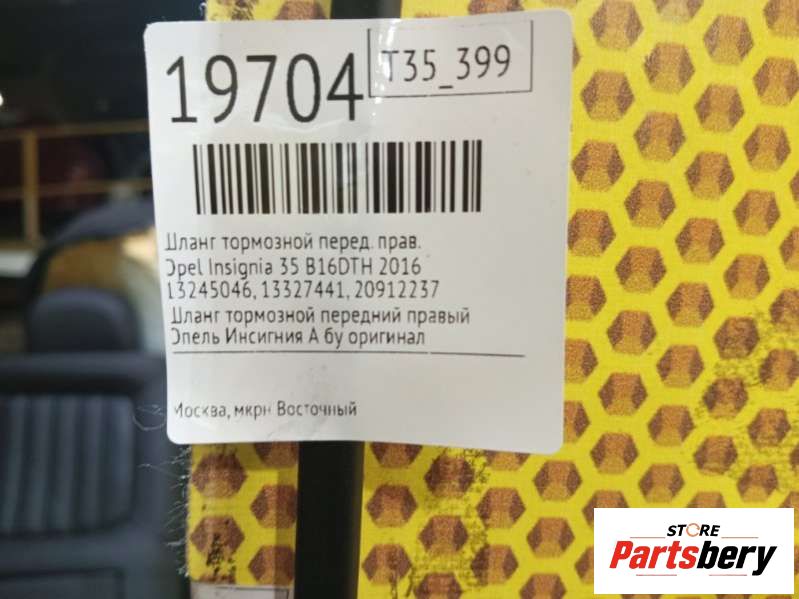 19704
T35_399
Шланг тормозной перед. прав.
Opel Insignia 35 B16DTH 2016
13245046, 13327441, 20912237
Шланг тормозной передний правый
Опель Инсигния А бу оригинал
Москва, мкрн Восточный
STORE
Partsbery